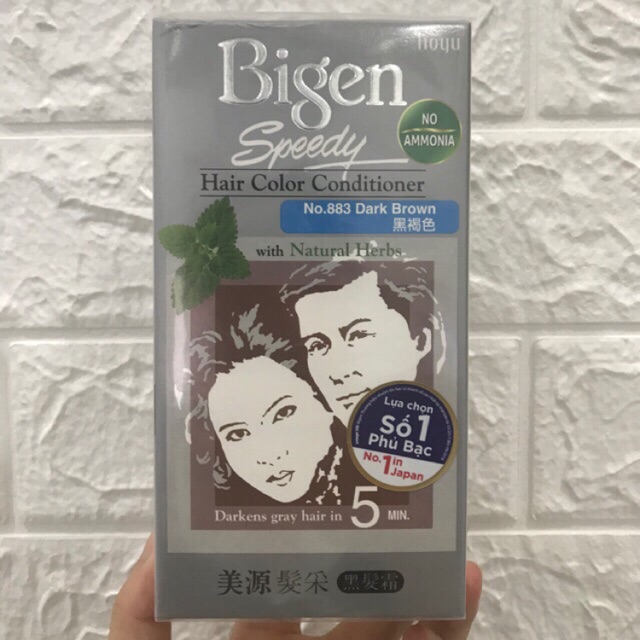 hoyu
Bigen
Speedy
NO
AMMONIA
Hair Color Conditioner
No.883 Dark Brown
黑褐色
with Natural Herbs
Lựa chọn
Số 1
Phủ Bạc
No.1 in
Japan
Darkens gray hair in 5 MIN.
美源髮采 黑髮霜